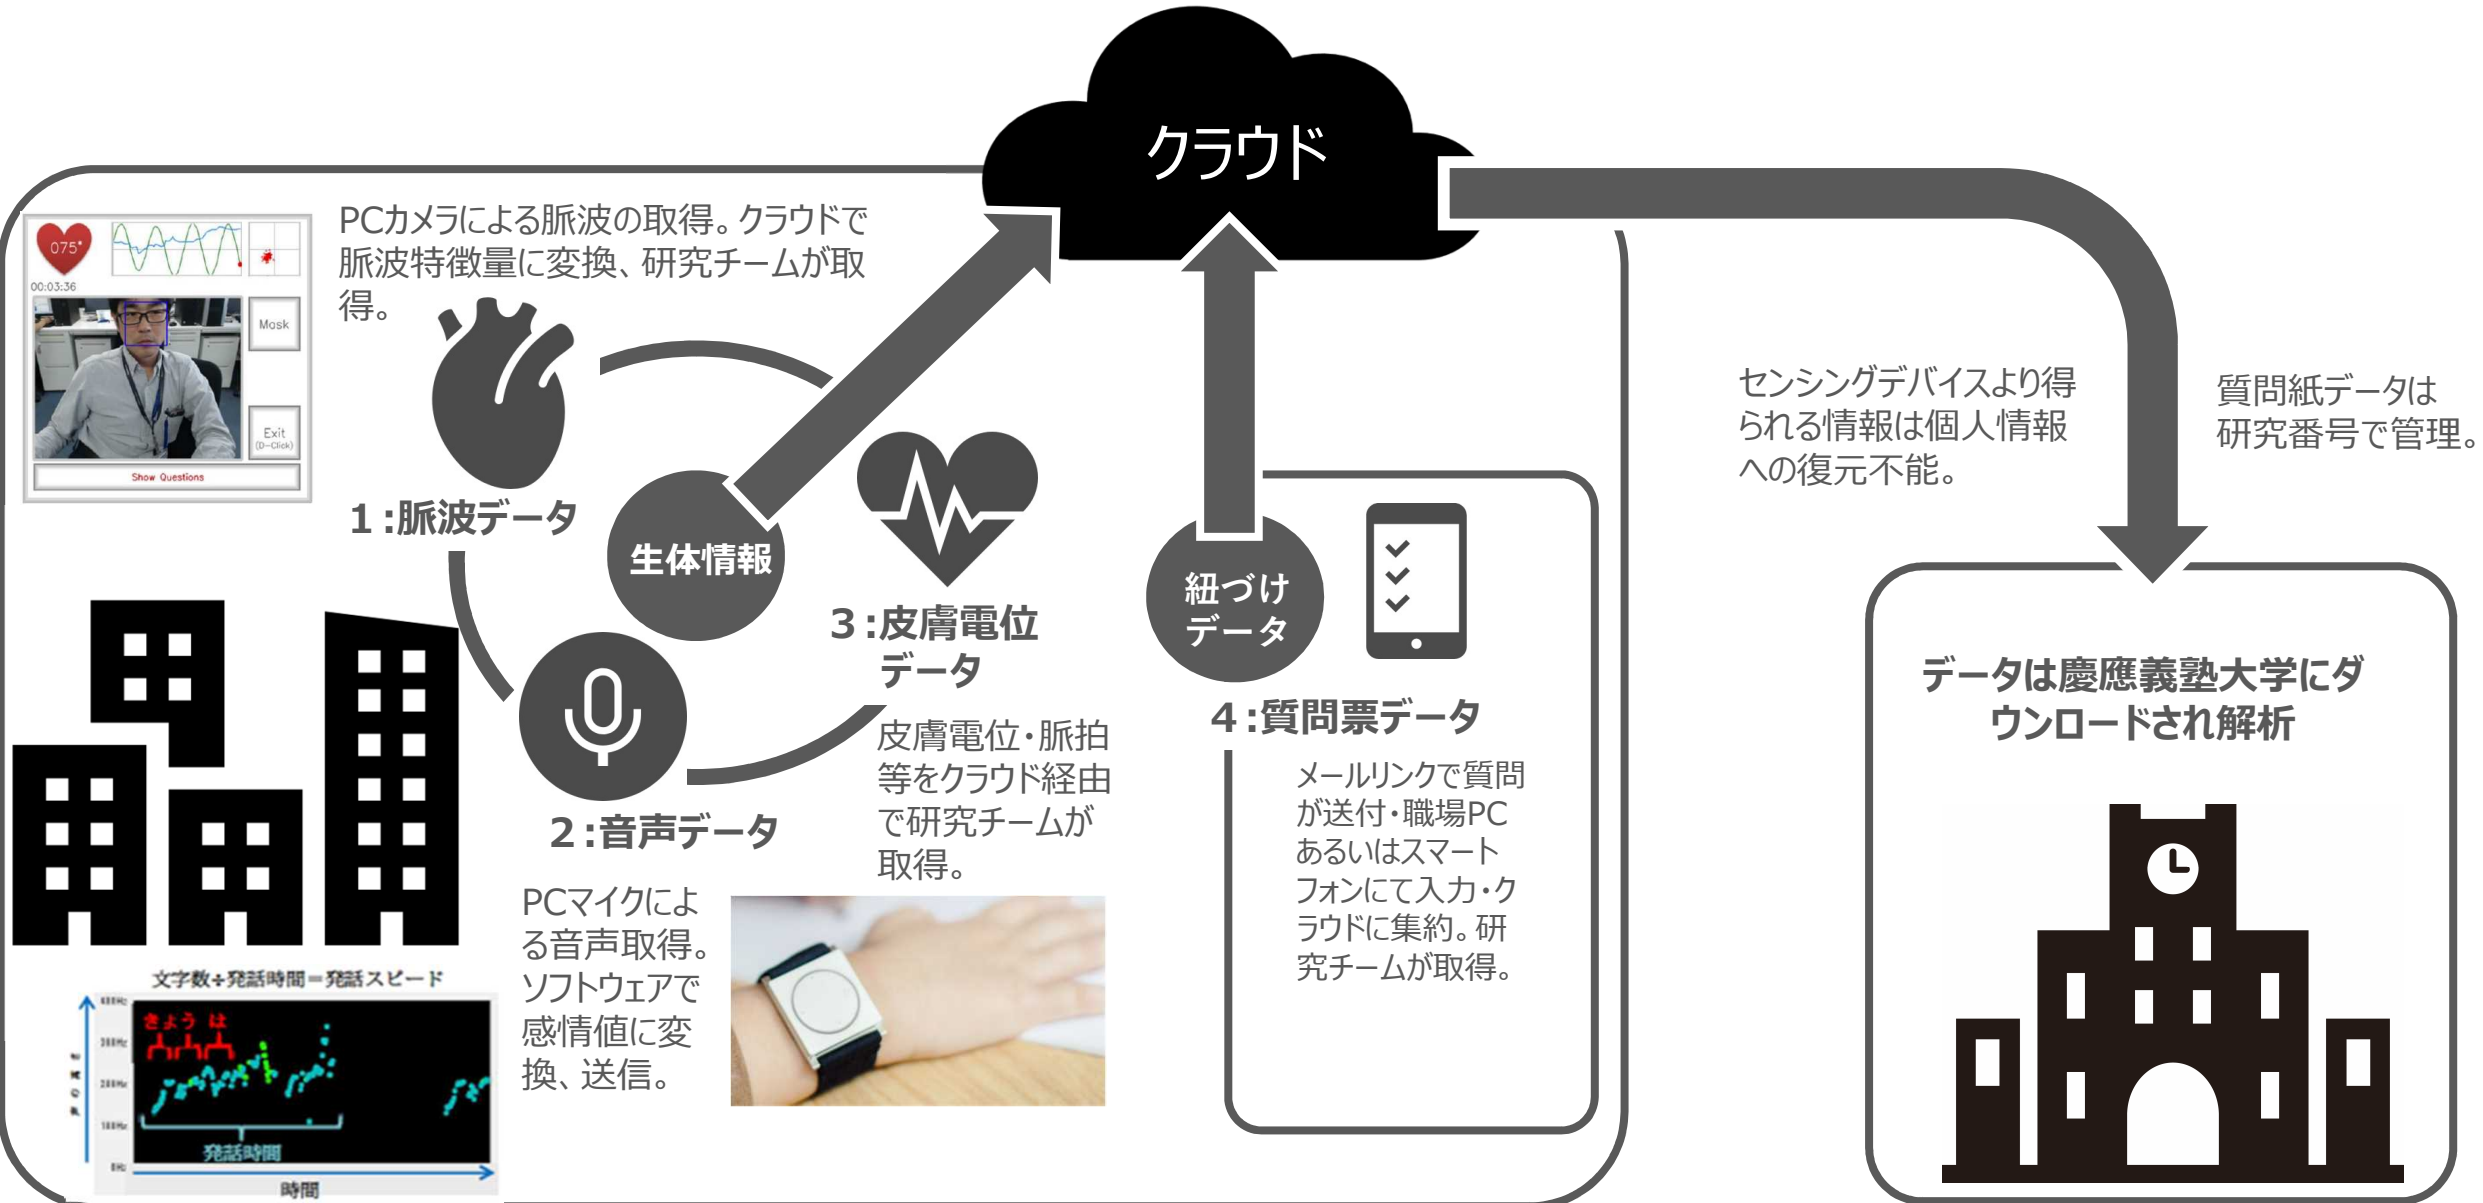 クラウド
PCカメラによる脈波の取得。クラウドで
脈波特徴量に変換、研究チームが取
得。
075*
00:03:36
Mask
Exit
(D-Click)
Show Questions
1:脈波データ
生体情報
3:皮膚電位
データ
皮膚電位・脈拍
等をクラウド経由
で研究チームが
取得。
2:音声データ
PCマイクによ
る音声取得。
ソフトウェアで
感情値に変
換、送信。
文字数÷発話時間=発話スピード
きょう は
発話時間
時間
400Hz
300Hz
200Hz
100Hz
0Hz
紐づけ
データ
4:質問票データ
メールリンクで質問
が送付・職場PC
あるいはスマート
フォンにて入力・ク
ラウドに集約。研
究チームが取得。
センシングデバイスより得
られる情報は個人情報
への復元不能。
質問紙データは
研究番号で管理。
データは慶應義塾大学にダ
ウンロードされ解析